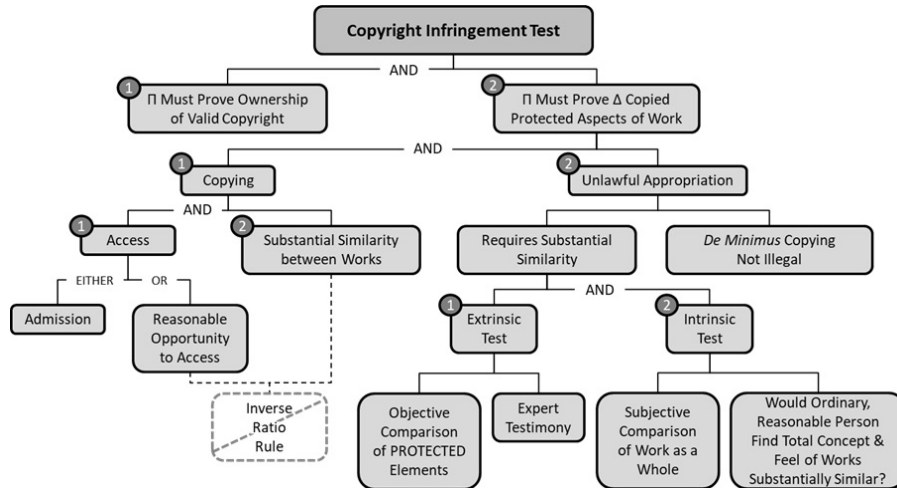 Copyright Infringement Test
AND
1
Π Must Prove Ownership
of Valid Copyright
2
Π Must Prove Δ Copied
Protected Aspects of Work
AND
1
Copying
2
Unlawful Appropriation
AND
1
Access
2
Substantial Similarity
between Works
Requires Substantial
Similarity
De Minimus Copying
Not Illegal
EITHER
OR
Admission
Reasonable
Opportunity
to Access
AND
1
Extrinsic
Test
2
Intrinsic
Test
Inverse
Ratio
Rule
Objective
Comparison
of PROTECTED
Elements
Expert
Testimony
Subjective
Comparison
of Work as a
Whole
Would Ordinary,
Reasonable Person
Find Total Concept &
Feel of Works
Substantially Similar?